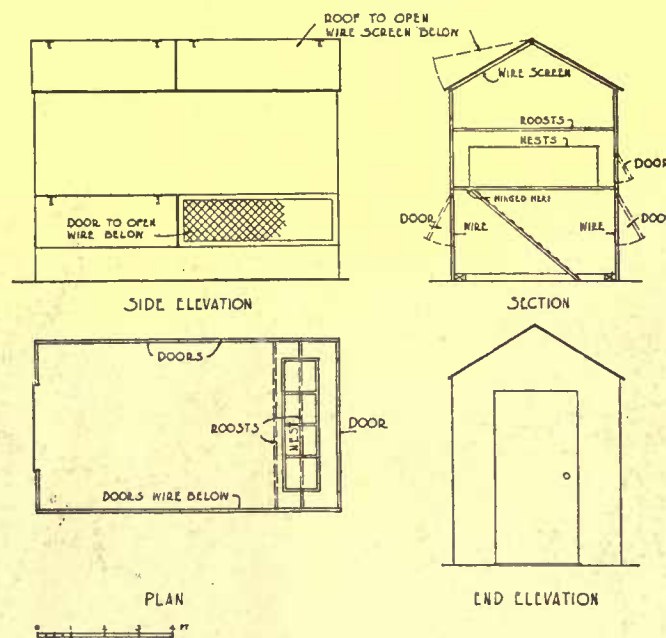 ROOF TO OPEN
WIRE SCREEN BELOW
DOOR TO OPEN
WIRE BELOW
SIDE ELEVATION
WIRE SCREEN
ROOSTS
NESTS
DOOR
HINGED HERE
DOOR
DOOR
WIRE
WIRE
SECTION
DOORS
ROOSTS
NEST
DOOR
DOORS WIRE BELOW
PLAN
END ELEVATION
0 1 2 3 4 FT